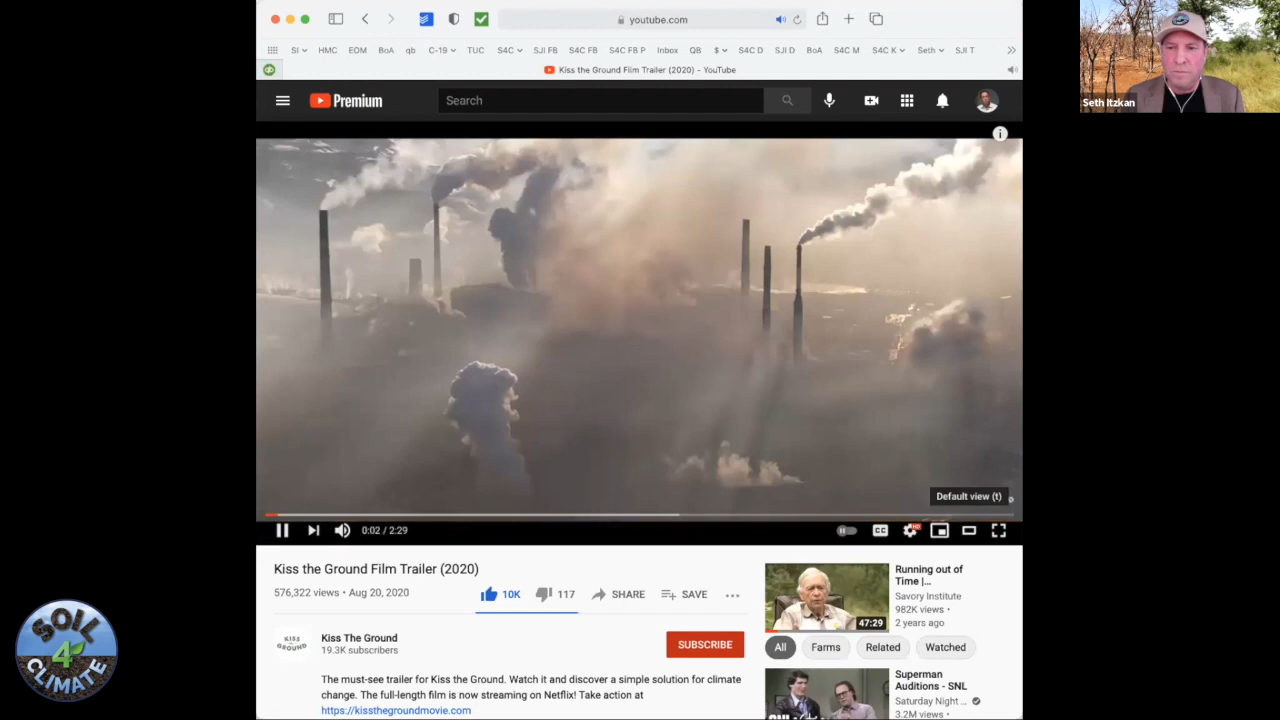 youtube.com
SI HMC EOM BoA qb C-19 TUC S4C SJI FB S4C FB S4C FB P Inbox QB $ S4C D SJI D BoA S4C M S4C K Seth SJI T
Kiss the Ground Film Trailer (2020) – YouTube
Premium
Search
Seth Itzkan
Default view (t)
0:02 / 2:29
CC
HD
Kiss the Ground Film Trailer (2020)
576,322 views • Aug 20, 2020
10K
117
SHARE
SAVE
KISS
GROUND
Kiss The Ground
19.3K subscribers
SUBSCRIBE
The must-see trailer for Kiss the Ground. Watch it and discover a simple solution for climate
change. The full-length film is now streaming on Netflix! Take action at
https://kissthegroundmovie.com
47:29
Running out of
Time |...
Savory Institute
982K views •
2 years ago
All
Farms
Related
Watched
Superman
Auditions - SNL
Saturday Night ...
3.2M views •
SOIL
4
CLIMATE